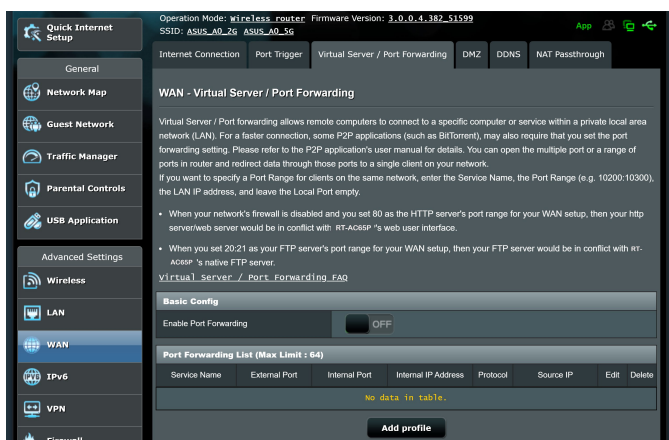 Quick Internet Setup
Operation Mode: Wireless router Firmware Version: 3.0.0.4.382_51599
SSID: ASUS_A0_2G ASUS_A0_5G
App
Internet Connection
Port Trigger
Virtual Server / Port Forwarding
DMZ
DDNS
NAT Passthrough
General
Network Map
Guest Network
Traffic Manager
Parental Controls
USB Application
Advanced Settings
Wireless
LAN
WAN
IPv6
VPN
Firewall
WAN - Virtual Server / Port Forwarding
Virtual Server / Port forwarding allows remote computers to connect to a specific computer or service within a private local area
network (LAN). For a faster connection, some P2P applications (such as BitTorrent), may also require that you set the port
forwarding setting. Please refer to the P2P application's user manual for details. You can open the multiple port or a range of
ports in router and redirect data through those ports to a single client on your network.
If you want to specify a Port Range for clients on the same network, enter the Service Name, the Port Range (e.g. 10200:10300),
the LAN IP address, and leave the Local Port empty.
• When your network's firewall is disabled and you set 80 as the HTTP server's port range for your WAN setup, then your http
server/web server would be in conflict with RT-AC65P 's web user interface.
• When you set 20:21 as your FTP server's port range for your WAN setup, then your FTP server would be in conflict with RT-
AC65P 's native FTP server.
Virtual Server / Port Forwarding FAQ
Basic Config
Enable Port Forwarding
OFF
Port Forwarding List (Max Limit : 64)
Service Name
External Port
Internal Port
Internal IP Address
Protocol
Source IP
Edit
Delete
No data in table.
Add profile